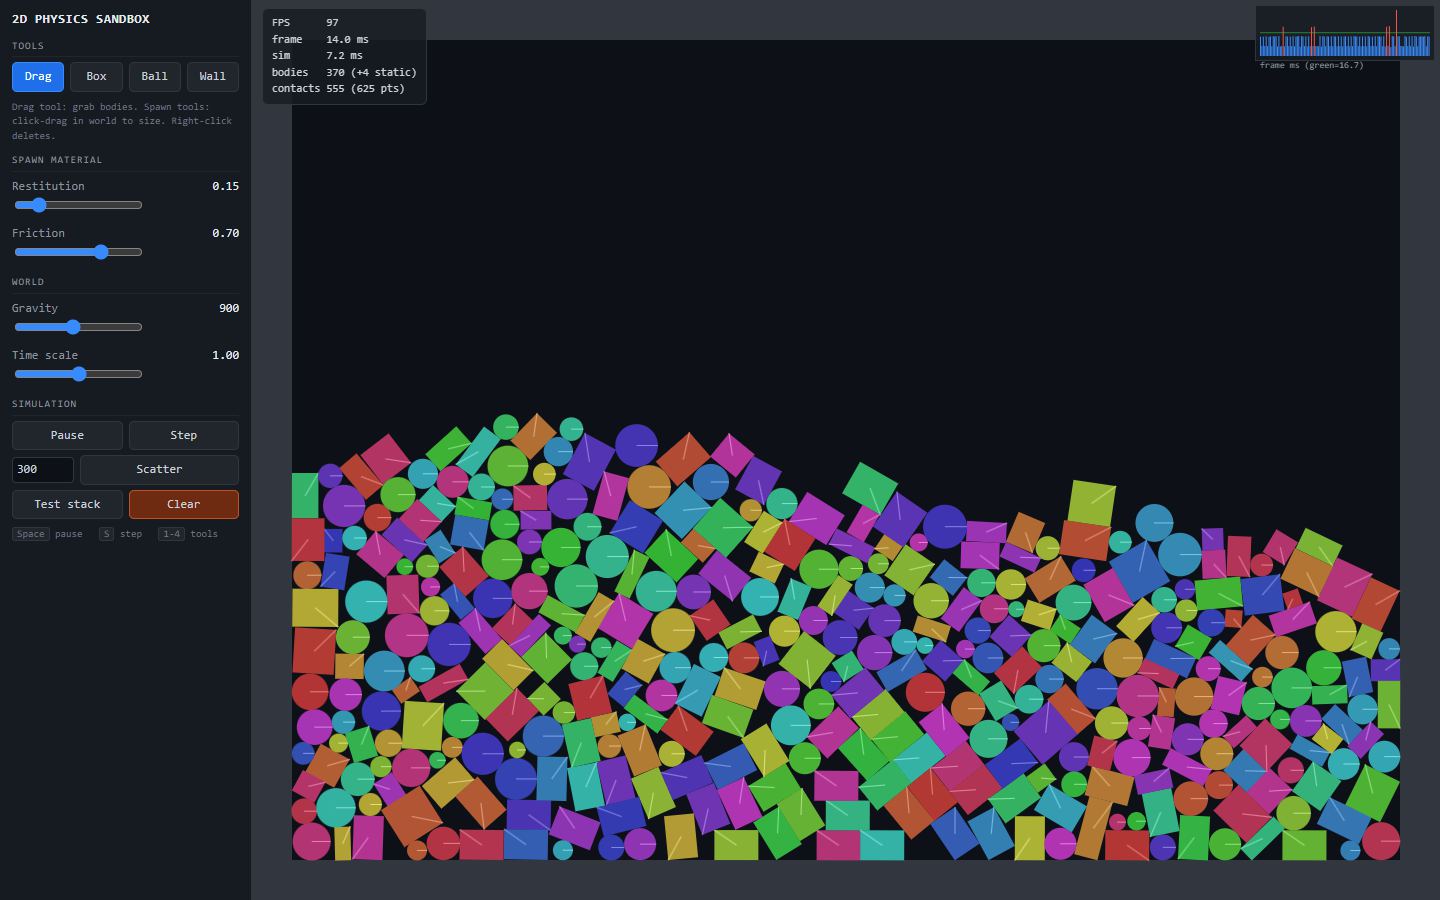 2D PHYSICS SANDBOX
TOOLS
Drag Box Ball Wall
Drag tool: grab bodies. Spawn tools:
click-drag in world to size. Right-click
deletes.
SPAWN MATERIAL
Restitution 0.15
Friction 0.70
WORLD
Gravity 900
Time scale 1.00
SIMULATION
Pause Step
300 Scatter
Test stack Clear
Space pause S step 1-4 tools
FPS 97
frame 14.0 ms
sim 7.2 ms
bodies 370 (+4 static)
contacts 555 (625 pts)
frame ms (green=16.7)